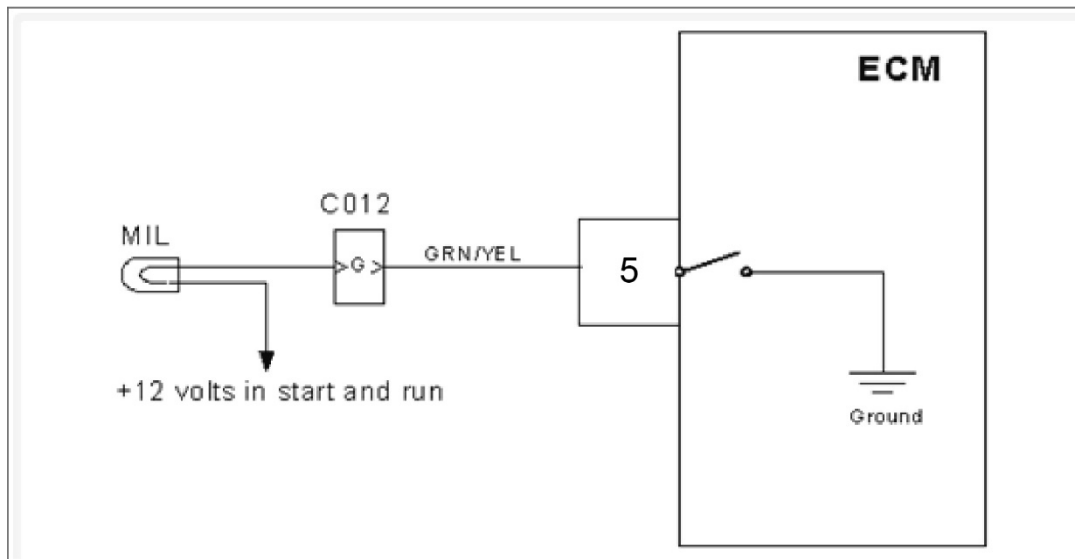 ECM
C012
MIL
G
GRN/YEL
5
+12 volts in start and run
Ground